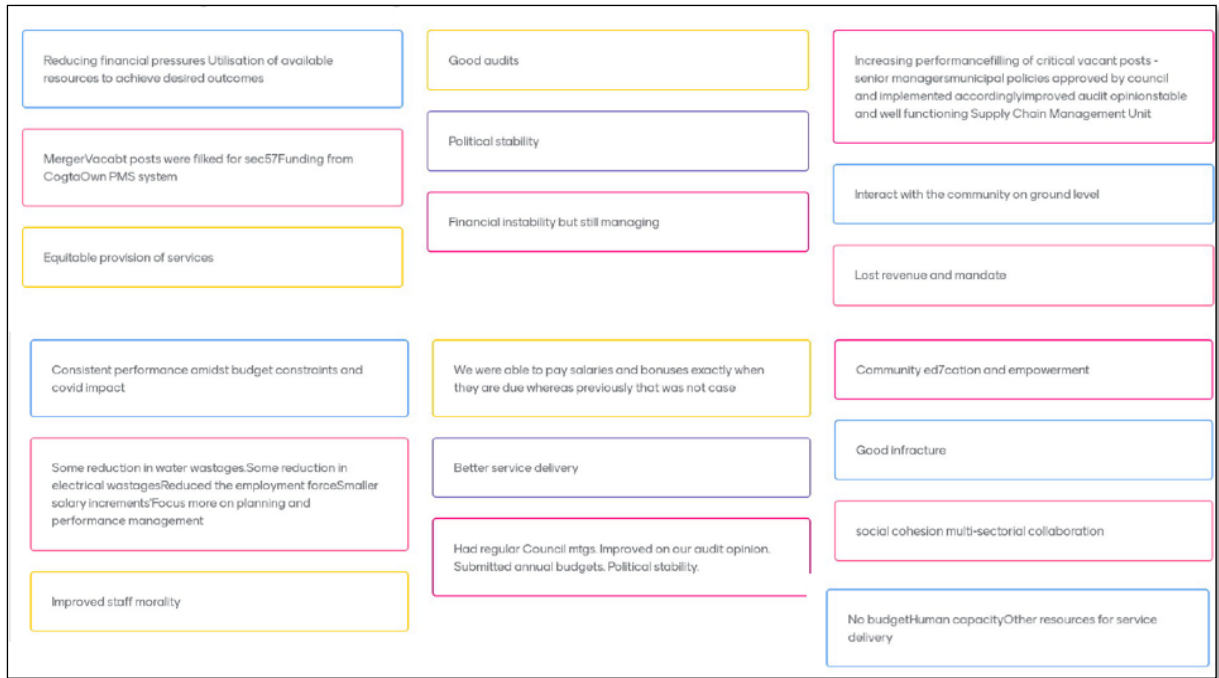 Reducing financial pressures Utilisation of available
resources to achieve desired outcomes
MergerVacabt posts were filked for sec57Funding from
CogtaOwn PMS system
Equitable provision of services
Good audits
Political stability
Financial instability but still managing
Increasing performancefilling of critical vacant posts -
senior managersmunicipal policies approved by council
and implemented accordinglyimproved audit opinionstable
and well functioning Supply Chain Management Unit
Interact with the community on ground level
Lost revenue and mandate
Consistent performance amidst budget constraints and
covid impact
Some reduction in water wastages.Some reduction in
electrical wastagesReduced the employment forceSmaller
salary increments'Focus more on planning and
performance management
Improved staff morality
We were able to pay salaries and bonuses exactly when
they are due whereas previously that was not case
Better service delivery
Had regular Council mtgs. Improved on our audit opinion.
Submitted annual budgets. Political stability.
Community ed7cation and empowerment
Good infracture
social cohesion multi-sectorial collaboration
No budgetHuman capacityOther resources for service
delivery